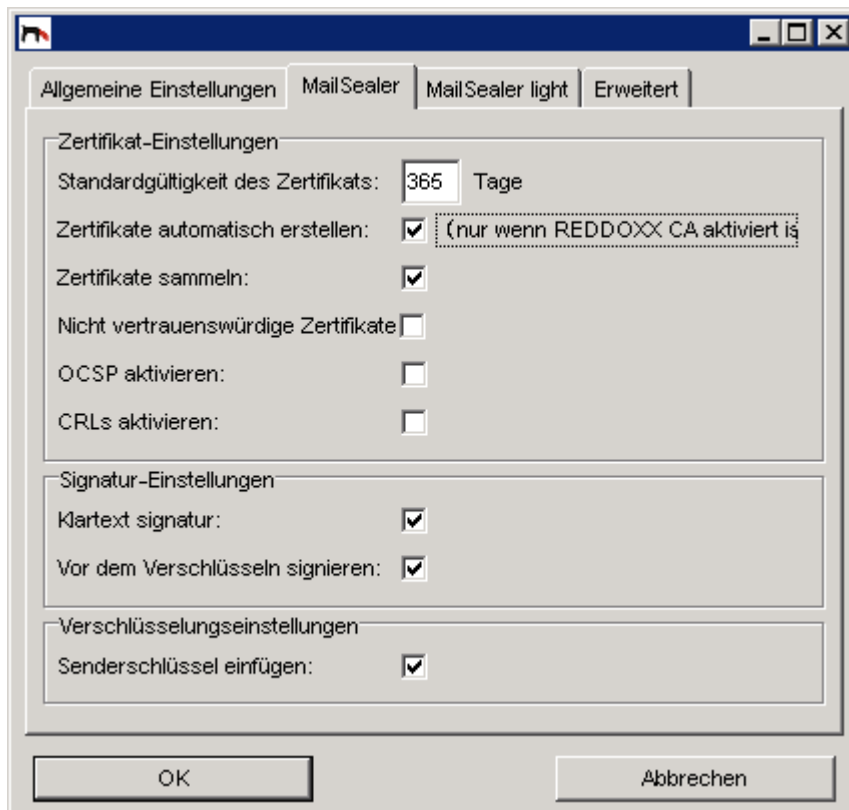 Allgemeine Einstellungen MailSealer MailSealer light Erweitert
Zertifikat-Einstellungen
Standardgültigkeit des Zertifikats: 365 Tage
Zertifikate automatisch erstellen: (nur wenn REDDOXX CA aktiviert is
Zertifikate sammeln:
Nicht vertrauenswürdige Zertifikate
OCSP aktivieren:
CRLs aktivieren:
Signatur-Einstellungen
Klartext signatur:
Vor dem Verschlüsseln signieren:
Verschlüsselungseinstellungen
Senderschlüssel einfügen:
OK Abbrechen